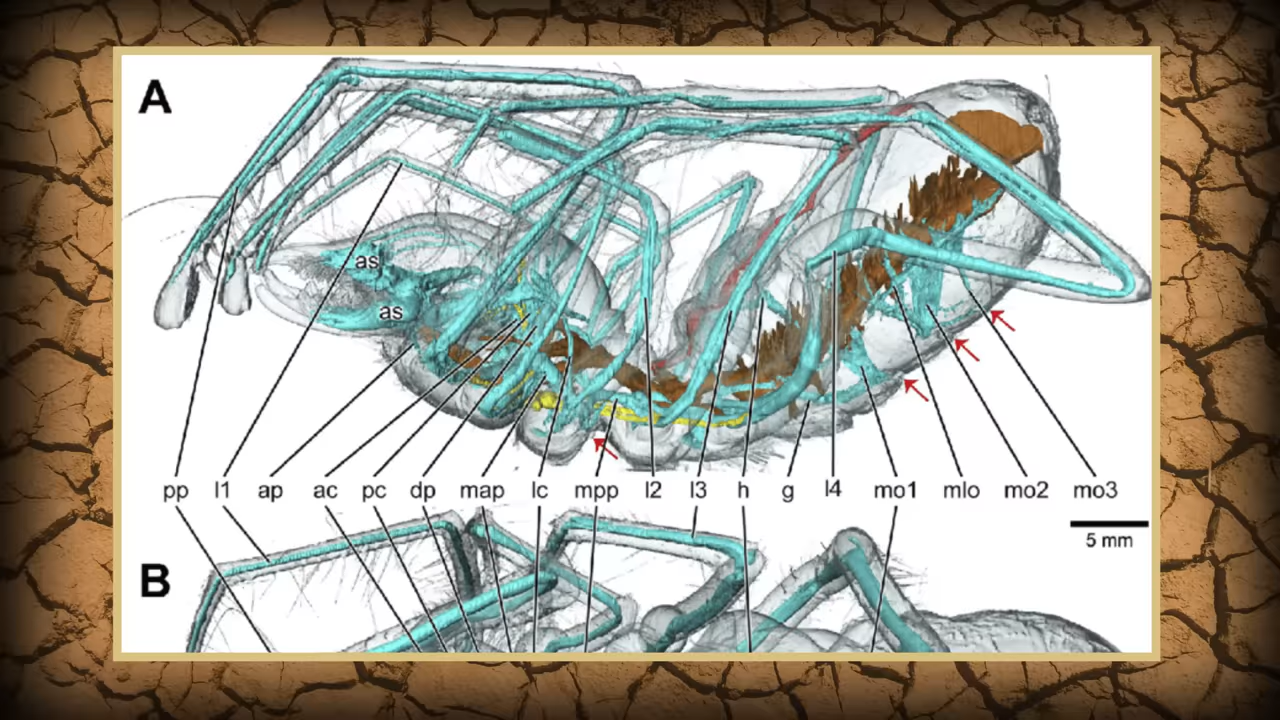 A
as
as
pp l1 ap ac pc dp map lc mpp l2 l3 h g l4 mo1 mlo mo2 mo3
5 mm
B